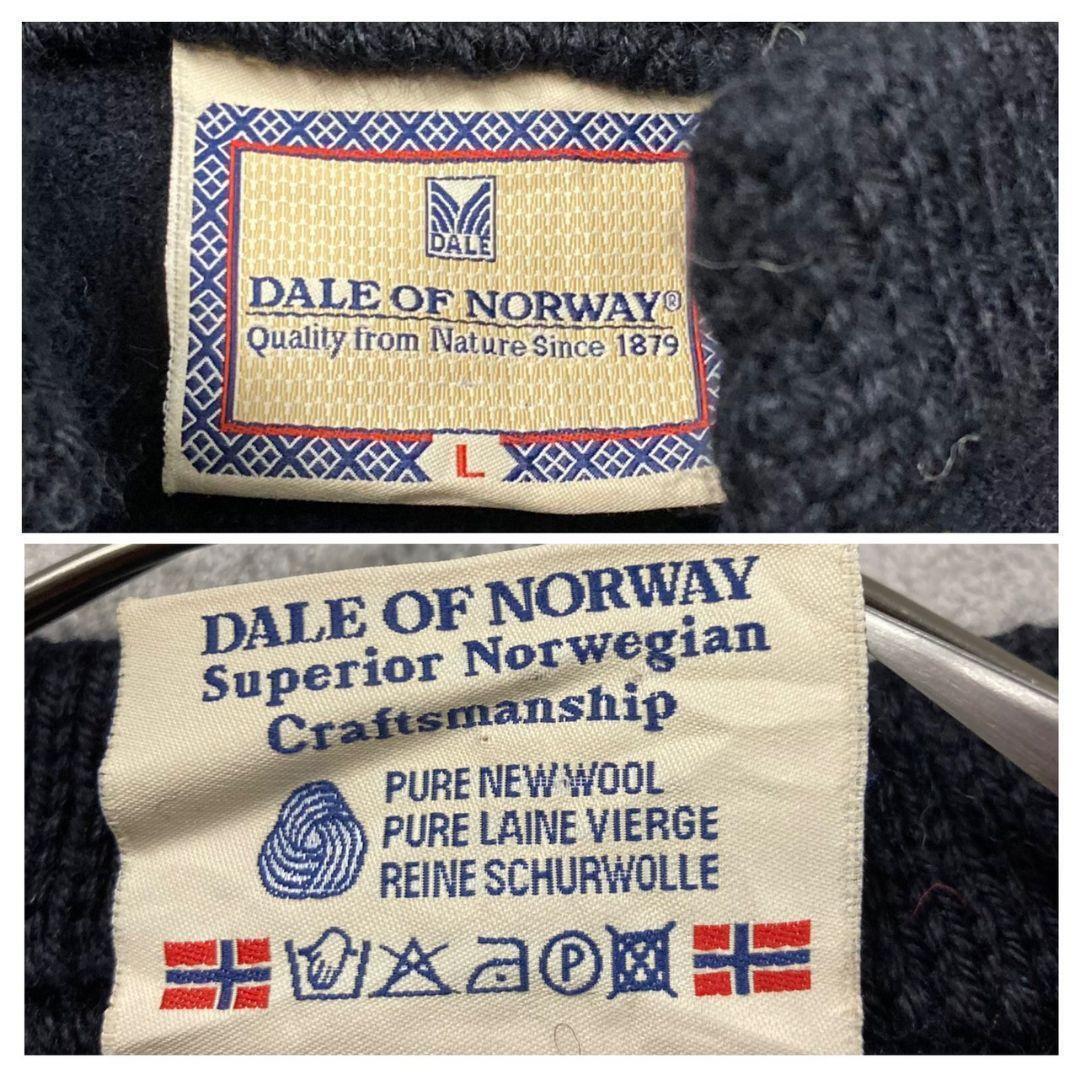 DALE
DALE OF NORWAY®
Quality from Nature Since 1879
L
DALE OF NORWAY
Superior Norwegian
Craftsmanship
PURE NEW WOOL
PURE LAINE VIERGE
REINE SCHURWOLLE
P